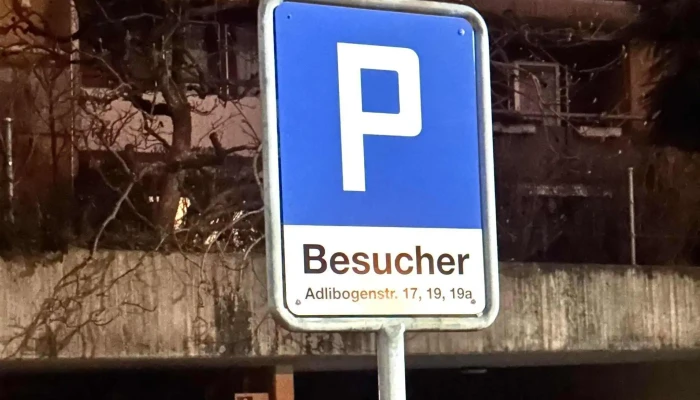 P
Besucher
Adlibogenstr. 17, 19, 19a